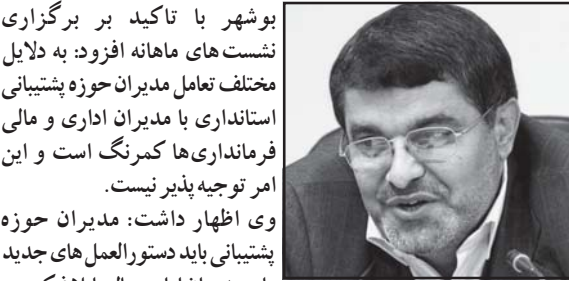 بوشهر با تاکید بر برگزاری
نشست‌های ماهانه افزود: به دلایل
مختلف تعامل مدیران حوزه پشتیبانی
استانداری با مدیران اداری و مالی
فرمانداری‌ها کمرنگ است و این
امر توجیه‌پذیر نیست.
وی اظهار داشت: مدیران حوزه
پشتیبانی باید دستورالعمل‌های جدید